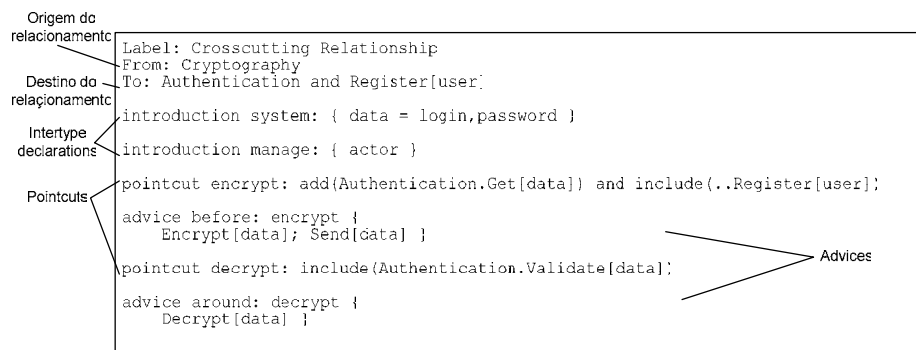 Origem do
relacionamento
Label: Crosscutting Relationship
From: Cryptography
Destino do
relacionamento
To: Authentication and Register[user]
introduction system: { data = login,password }
Intertype
declarations
introduction manage: { actor }
Pointcuts
pointcut encrypt: add(Authentication.Get[data]) and include(..Register[user])
advice before: encrypt {
Encrypt[data]; Send[data] }
Advices
pointcut decrypt: include(Authentication.Validate[data])
advice around: decrypt {
Decrypt[data] }